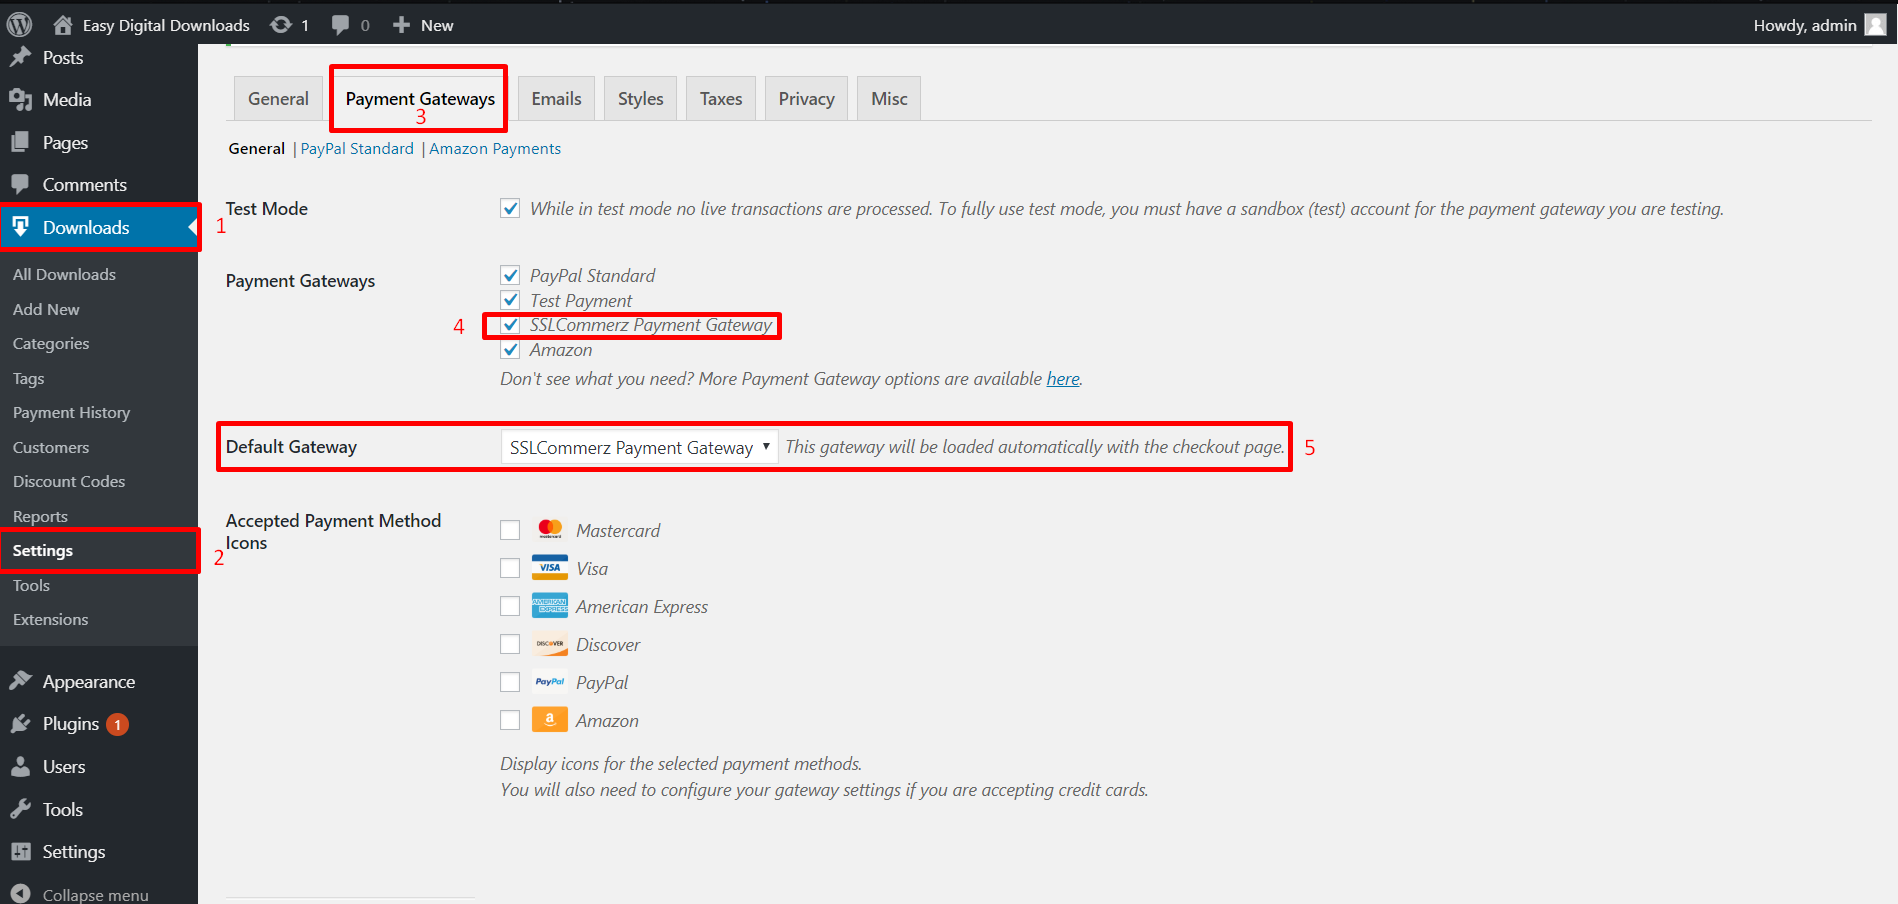 Easy Digital Downloads 1 0 New Howdy, admin
Posts
Media
Pages
Comments
Downloads 1
All Downloads
Add New
Categories
Tags
Payment History
Customers
Discount Codes
Reports
Settings 2
Tools
Extensions
Appearance
Plugins 1
Users
Tools
Settings
Collapse menu
General Payment Gateways Emails Styles Taxes Privacy Misc
3
General | PayPal Standard | Amazon Payments
Test Mode While in test mode no live transactions are processed. To fully use test mode, you must have a sandbox (test) account for the payment gateway you are testing.
Payment Gateways PayPal Standard
Test Payment
4 SSLCommerz Payment Gateway
Amazon
Don't see what you need? More Payment Gateway options are available here.
Default Gateway SSLCommerz Payment Gateway This gateway will be loaded automatically with the checkout page. 5
Accepted Payment Method
Icons
mastercard Mastercard
VISA Visa
AMERICAN EXPRESS American Express
DISCOVER Discover
PayPal PayPal
a Amazon
Display icons for the selected payment methods.
You will also need to configure your gateway settings if you are accepting credit cards.